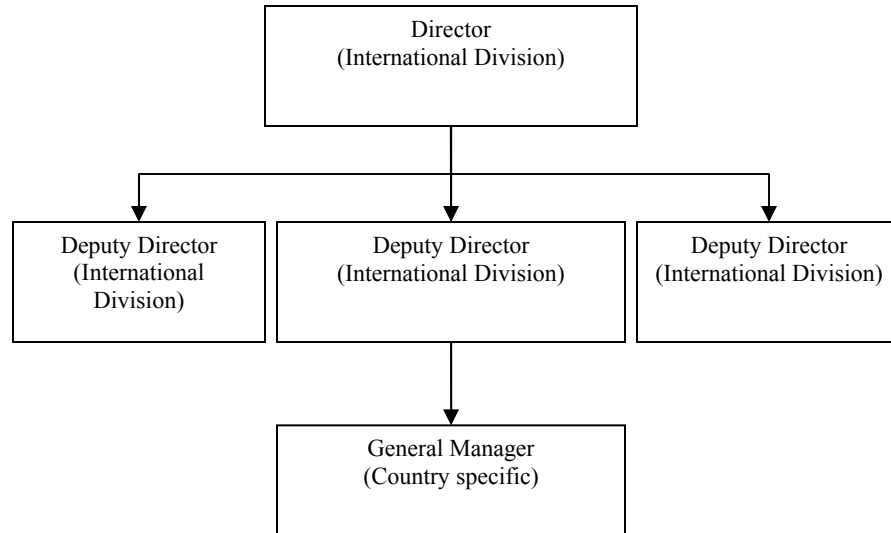 Director
(International Division)
Deputy Director
(International
Division)
Deputy Director
(International Division)
Deputy Director
(International Division)
General Manager
(Country specific)